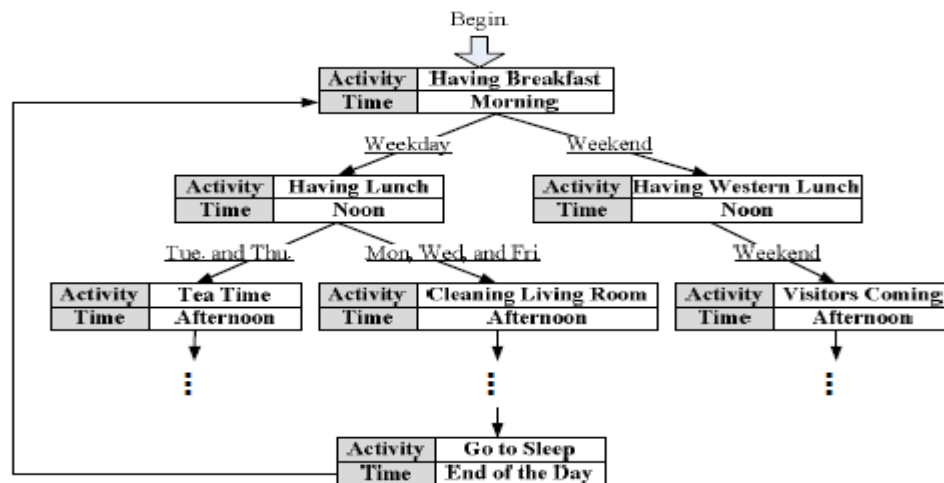 Begin
Activity Having Breakfast
Time Morning
Weekday Weekend
Activity Having Lunch Activity Having Western Lunch
Time Noon Time Noon
Tue. and Thu. Mon, Wed, and Fri Weekend
Activity Tea Time Activity Cleaning Living Room Activity Visitors Coming
Time Afternoon Time Afternoon Time Afternoon
Activity Go to Sleep
Time End of the Day